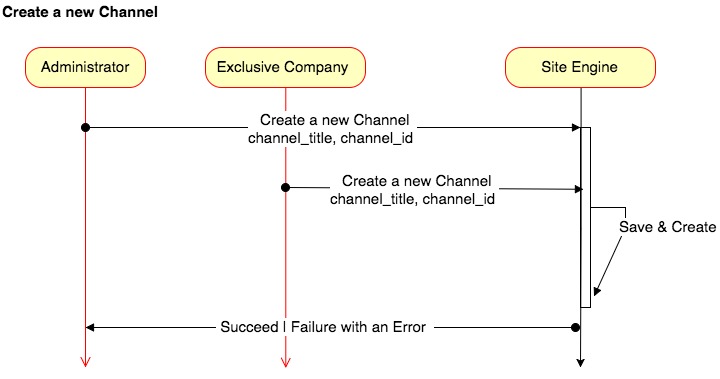 Create a new Channel
Administrator
Exclusive Company
Site Engine
Create a new Channel
channel_title, channel_id
Create a new Channel
channel_title, channel_id
Save & Create
Succeed | Failure with an Error